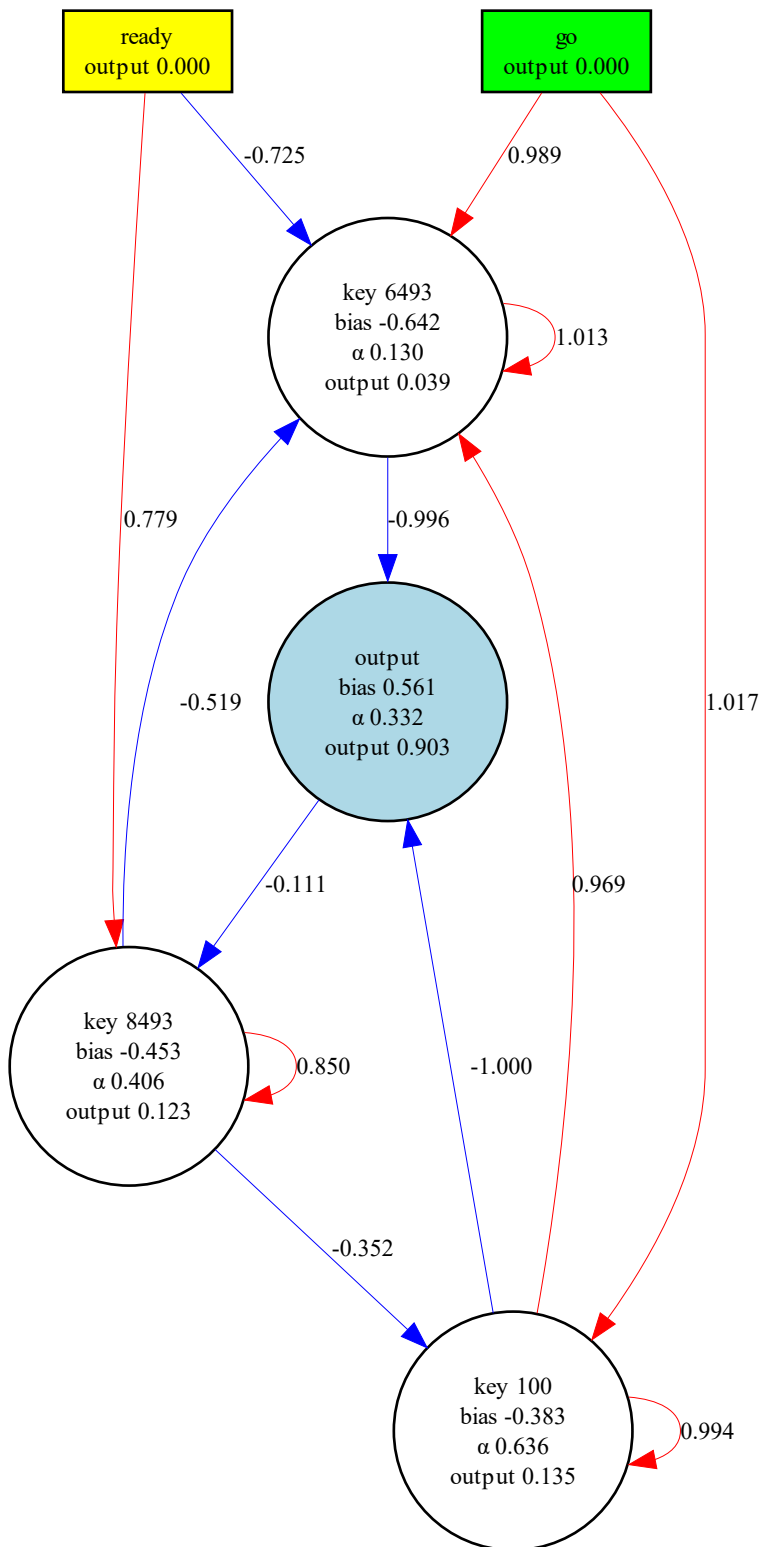 ready
output 0.000
go
output 0.000
-0.725
0.989
key 6493
bias -0.642
α 0.130
output 0.039
1.013
0.779
-0.996
output
bias 0.561
α 0.332
output 0.903
-0.519
1.017
-0.111
0.969
key 8493
bias -0.453
α 0.406
output 0.123
0.850
-1.000
-0.352
key 100
bias -0.383
α 0.636
output 0.135
0.994